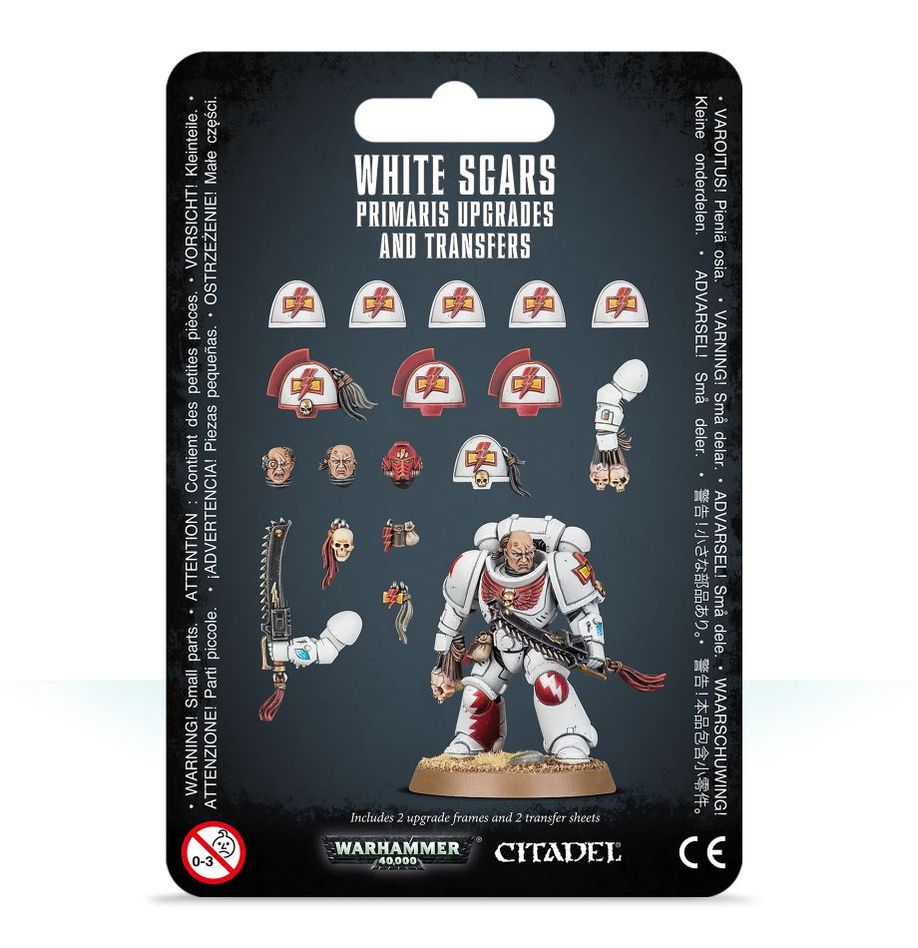 WHITE SCARS
PRIMARIS UPGRADES
AND TRANSFERS
• WARNING! Small parts. • ATTENTION : Contient des petites pièces. • VORSICHT! Kleinteile. •
ATTENZIONE! Parti piccole. • ¡ADVERTENCIA! Piezas pequeñas. • OSTRZEŻENIE! Małe części.
• VAROITUS! Pieniä osia. • VARNING! Små delar. • ADVARSEL! Små dele. • WAARSCHUWING!
Kleine onderdelen. • ADVARSEL! Små deler. • 警告!小さな部品あり。• 警告!本品包含小零件。
Includes 2 upgrade frames and 2 transfer sheets
0-3
WARHAMMER
40,000
®
CITADEL
CE